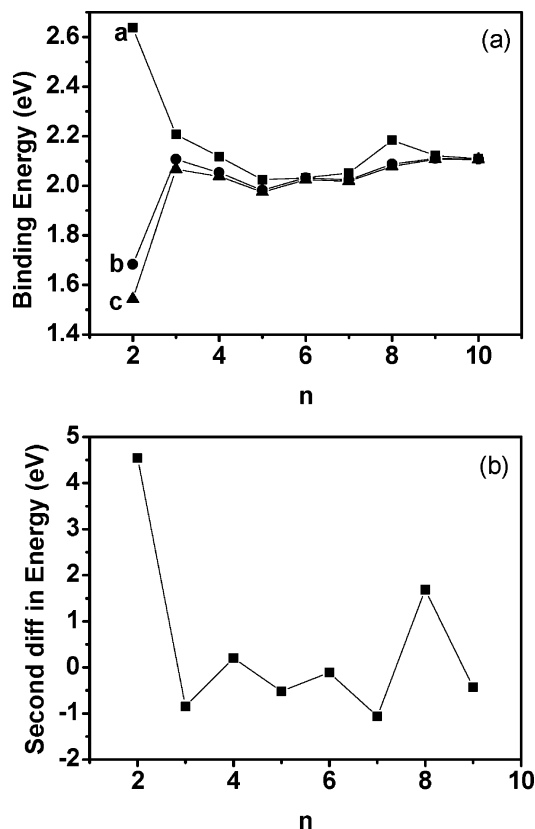 (a)
Binding Energy (eV)
2.6
2.4
2.2
2.0
1.8
1.6
1.4
a
b
c
2 4 6 8 10
n
(b)
Second diff in Energy (eV)
5
4
3
2
1
0
-1
-2
2 4 6 8 10
n